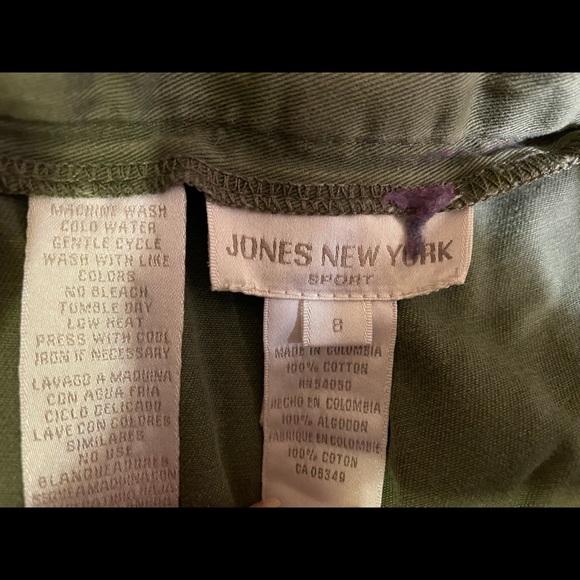 MACHINE WASH
COLD WATER
GENTLE CYCLE
WASH WITH LIKE
COLORS
NO BLEACH
TUMBLE DRY
LOW HEAT
PRESS WITH COOL
IRON IF NECESSARY
LAVAGO A MAQUINA
CON AGUA FRIA
CICLO DELICADO
LAVE CON COLORES
SIMILARES
NO USE
BLANQUEADORES
JONES NEW YORK
SPORT
8
MADE IN COLOMBIA
100% COTTON
RN54050
HECHO EN COLOMBIA
100% ALGODON
FABRIQUE EN COLOMBIE
100% COTON
CA 08349